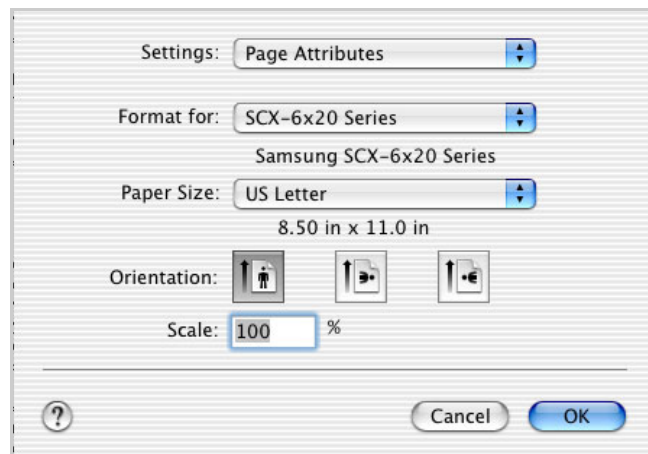 Settings: Page Attributes
Format for: SCX-6x20 Series
Samsung SCX-6x20 Series
Paper Size: US Letter
8.50 in x 11.0 in
Orientation:
Scale: 100 %
? Cancel OK